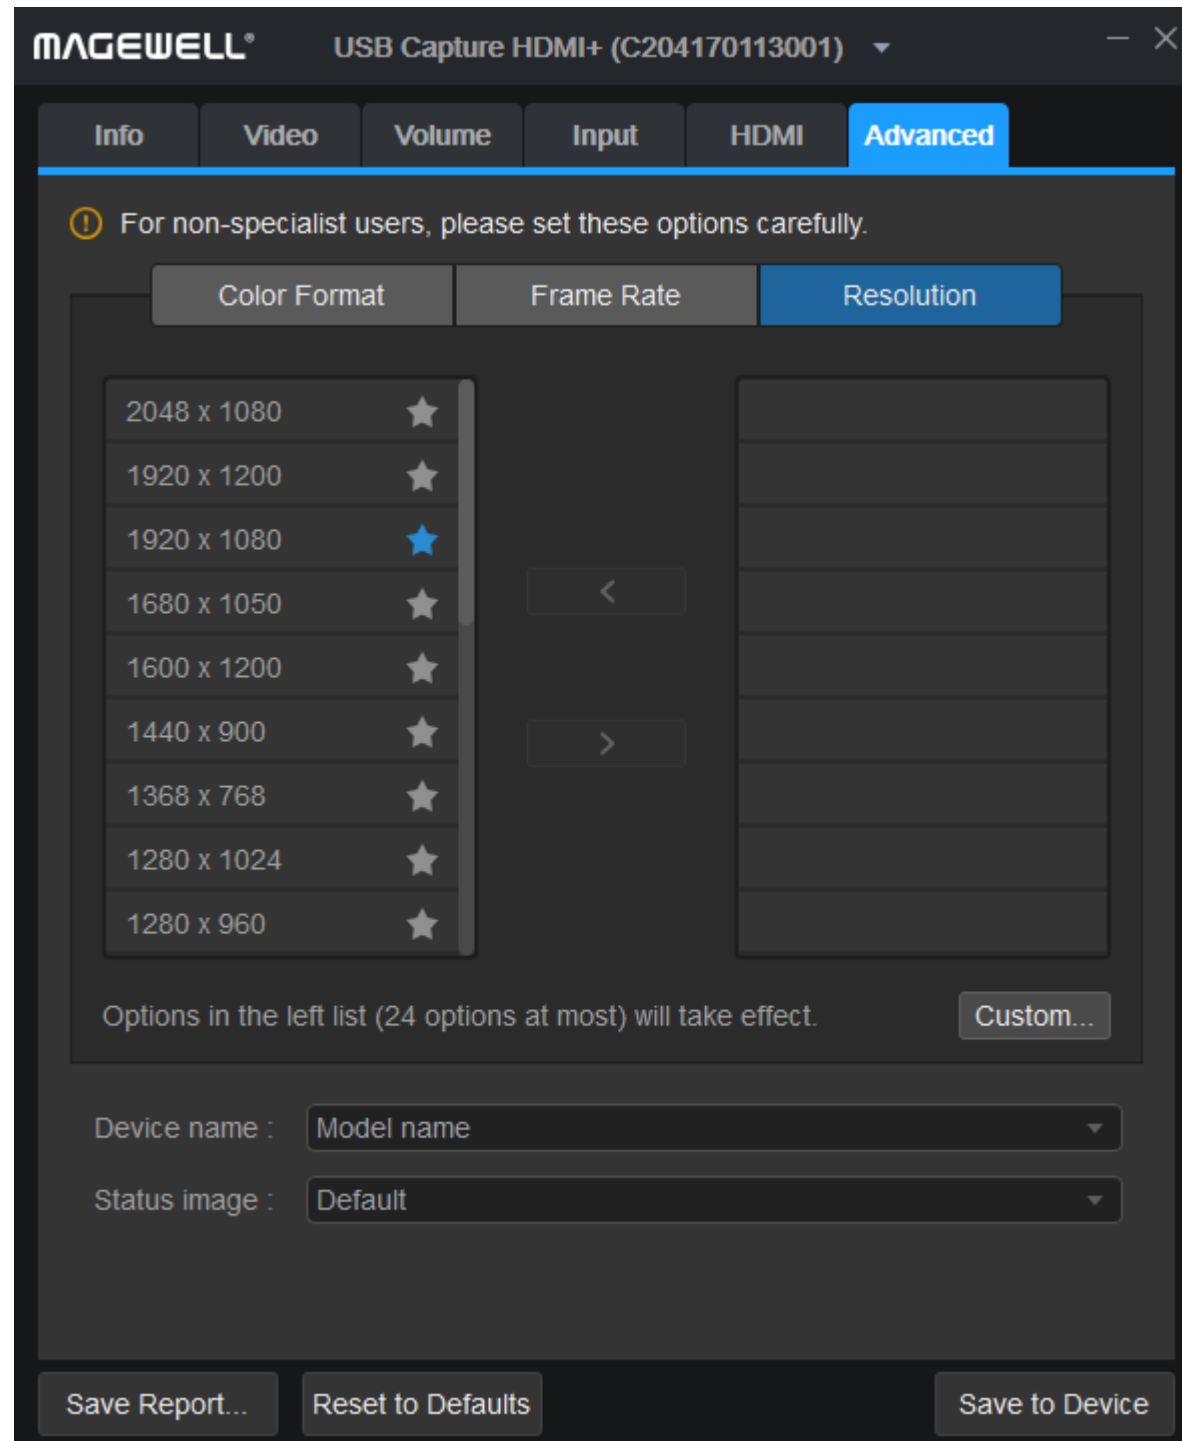 MAGEWELL® USB Capture HDMI+ (C204170113001)
Info Video Volume Input HDMI Advanced
For non-specialist users, please set these options carefully.
Color Format Frame Rate Resolution
2048 x 1080
1920 x 1200
1920 x 1080
1680 x 1050
<
1600 x 1200
1440 x 900
>
1368 x 768
1280 x 1024
1280 x 960
Options in the left list (24 options at most) will take effect. Custom...
Device name : Model name
Status image : Default
Save Report... Reset to Defaults Save to Device